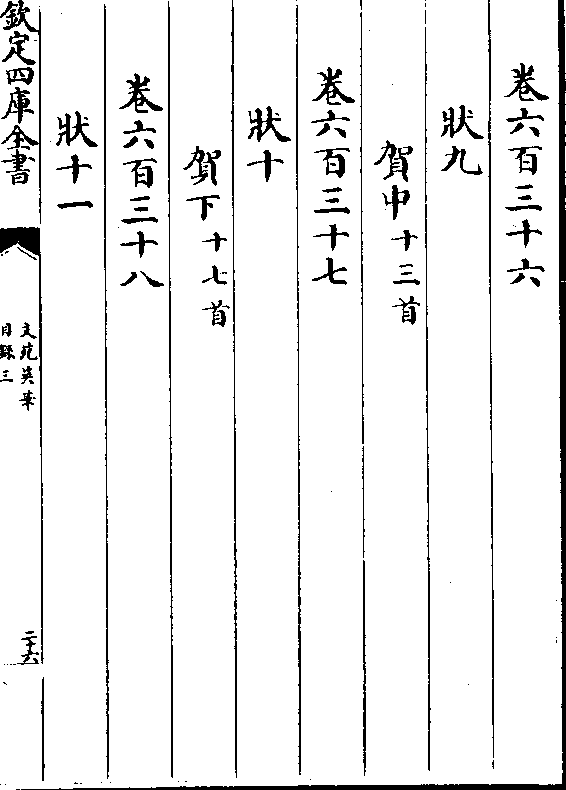 卷六百三十六
狀九
賀中十三首
卷六百三十七
狀十
賀下十七首
卷六百三十八
狀十一
欽定四庫全書
文苑英華
目錄三
二十六